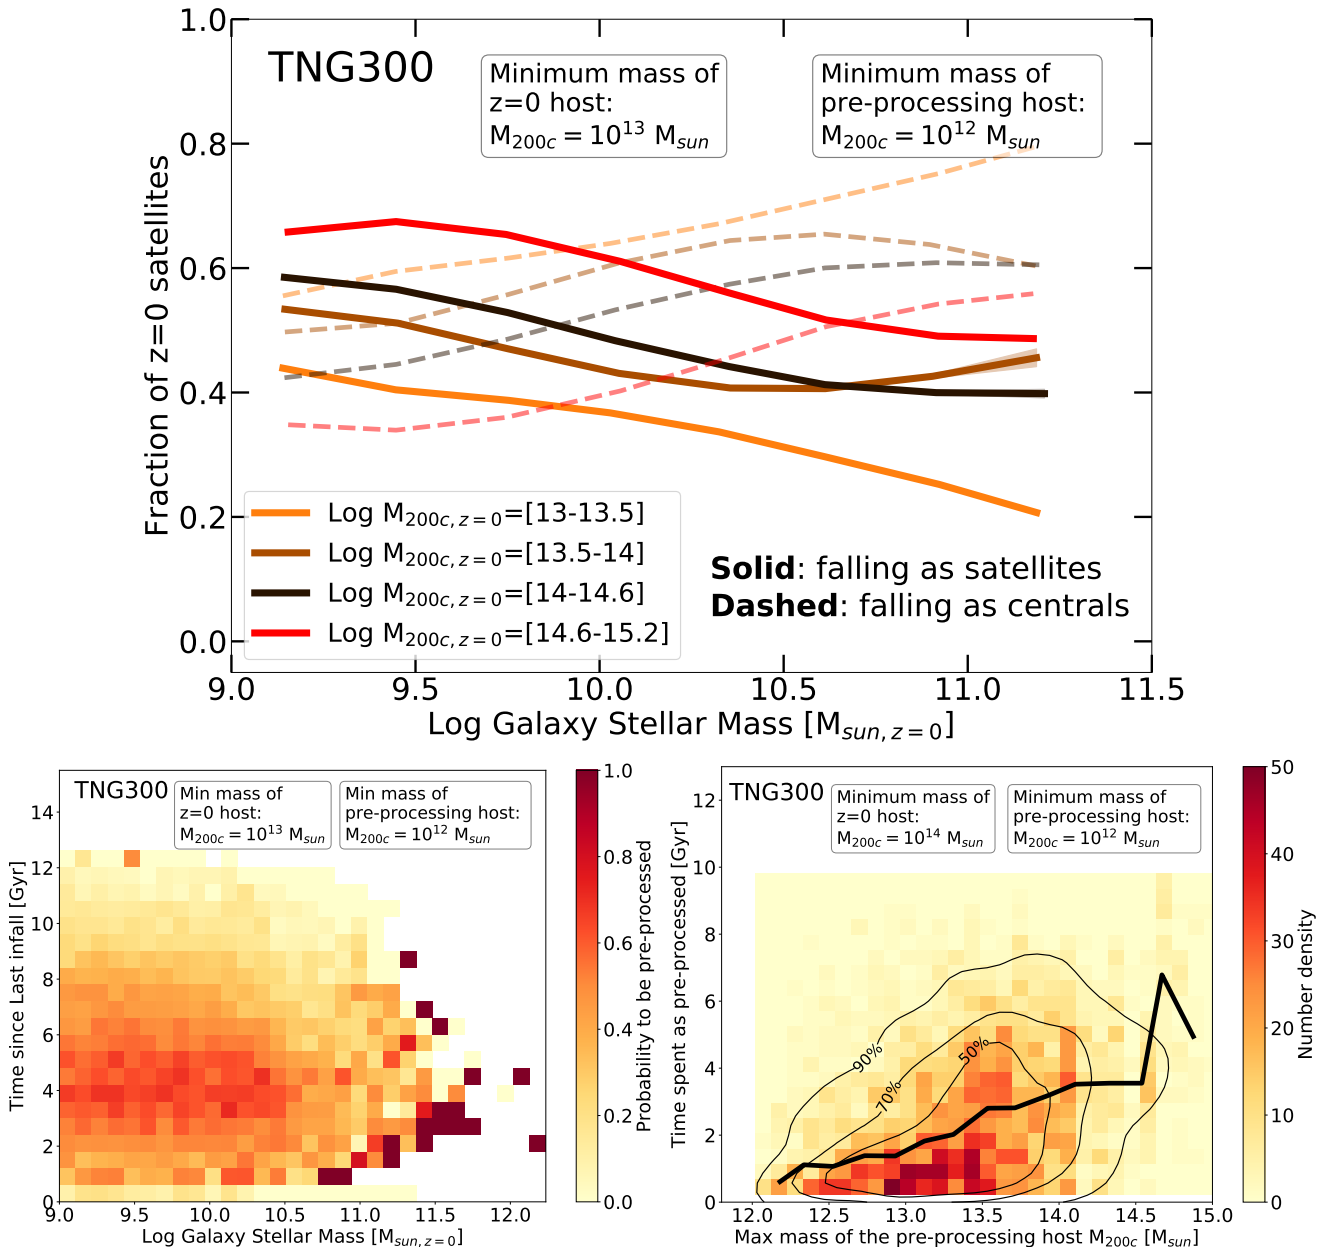 TNG300
Minimum mass of
z=0 host:
M200c = 10^13 Msun
Minimum mass of
pre-processing host:
M200c = 10^12 Msun
1.0
0.8
0.6
0.4
0.2
0.0
Fraction of z=0 satellites
Log M200c, z=0=[13-13.5]
Log M200c, z=0=[13.5-14]
Log M200c, z=0=[14-14.6]
Log M200c, z=0=[14.6-15.2]
Solid: falling as satellites
Dashed: falling as centrals
9.0 9.5 10.0 10.5 11.0 11.5
Log Galaxy Stellar Mass [Msun, z=0]
TNG300
Min mass of
z=0 host:
M200c = 10^13 Msun
Min mass of
pre-processing host:
M200c = 10^12 Msun
14
12
10
8
6
4
2
0
Time since Last infall [Gyr]
9.0 9.5 10.0 10.5 11.0 11.5 12.0
Log Galaxy Stellar Mass [Msun, z=0]
1.0
0.8
0.6
0.4
0.2
0.0
Probability to be pre-processed
TNG300
Minimum mass of
z=0 host:
M200c = 10^14 Msun
Minimum mass of
pre-processing host:
M200c = 10^12 Msun
12
10
8
6
4
2
0
Time spent as pre-processed [Gyr]
90%
70%
50%
12.0 12.5 13.0 13.5 14.0 14.5 15.0
Max mass of the pre-processing host M200c [Msun]
50
40
30
20
10
0
Number density